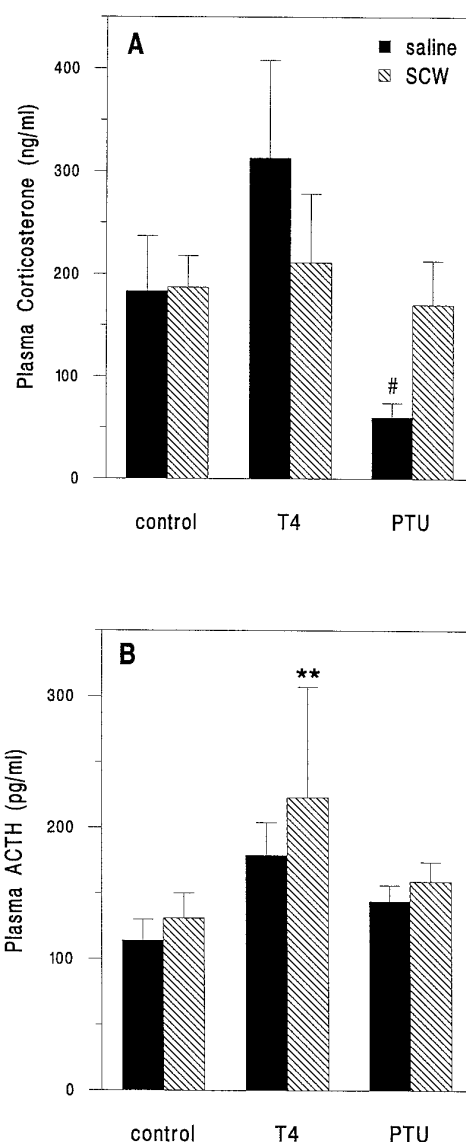 A
saline
SCW
Plasma Corticosterone (ng/ml)
400
300
200
100
0
#
control T4 PTU
B
**
Plasma ACTH (pg/ml)
300
200
100
0
control T4 PTU